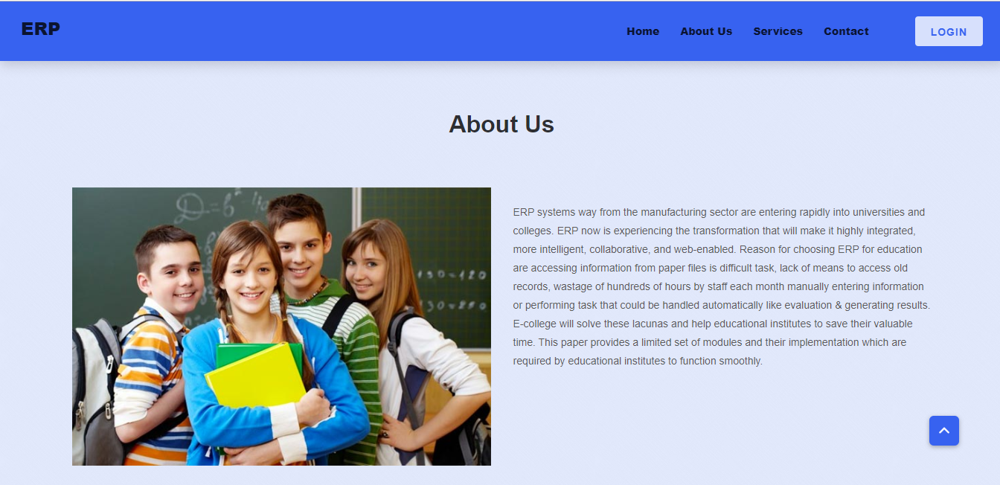 ERP
Home About Us Services Contact LOGIN
About Us
ERP systems way from the manufacturing sector are entering rapidly into universities and
colleges. ERP now is experiencing the transformation that will make it highly integrated,
more intelligent, collaborative, and web-enabled. Reason for choosing ERP for education
are accessing information from paper files is difficult task, lack of means to access old
records, wastage of hundreds of hours by staff each month manually entering information
or performing task that could be handled automatically like evaluation & generating results.
E-college will solve these lacunas and help educational institutes to save their valuable
time. This paper provides a limited set of modules and their implementation which are
required by educational institutes to function smoothly.